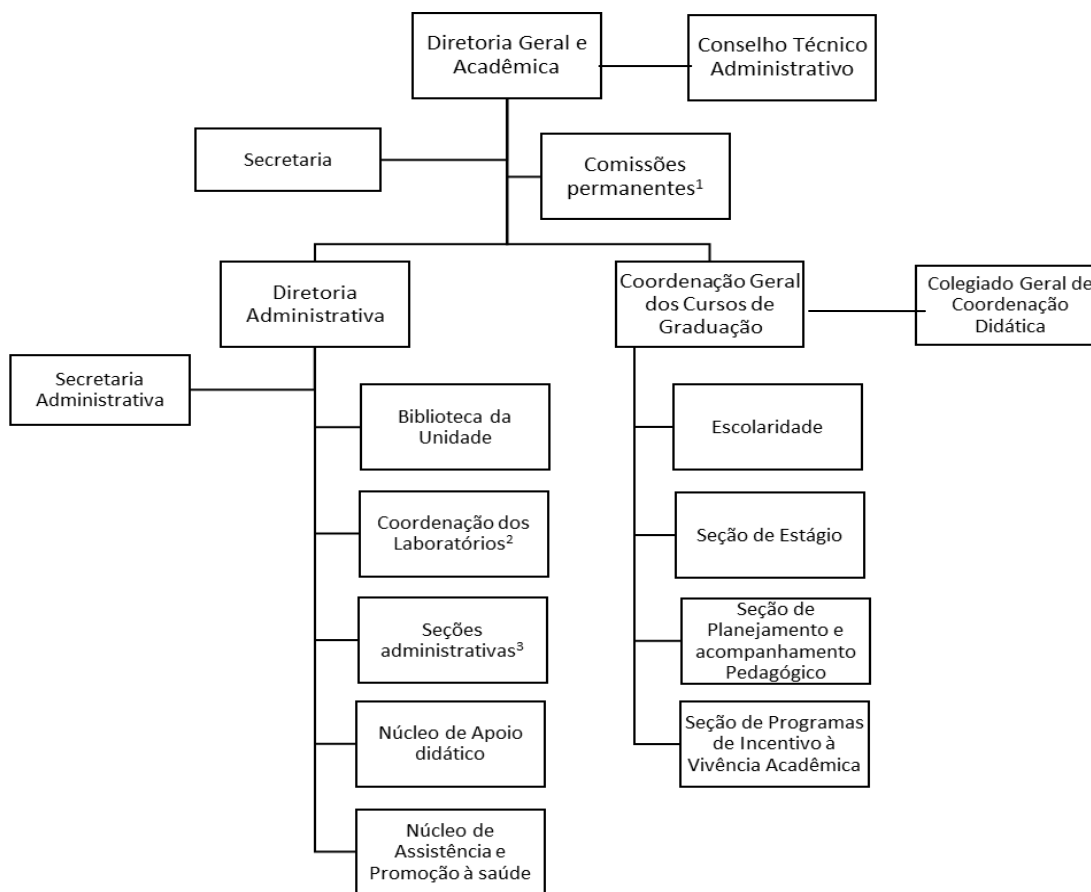 Diretoria Geral e
Acadêmica
Conselho Técnico
Administrativo
Secretaria
Comissões
permanentes¹
Diretoria
Administrativa
Coordenação Geral
dos Cursos de
Graduação
Colegiado Geral de
Coordenação
Didática
Secretaria
Administrativa
Biblioteca da
Unidade
Escolaridade
Coordenação dos
Laboratórios²
Seção de Estágio
Seções
administrativas³
Seção de
Planejamento e
acompanhamento
Pedagógico
Núcleo de Apoio
didático
Seção de Programas
de Incentivo à
Vivência Acadêmica
Núcleo de
Assistência e
Promoção à saúde